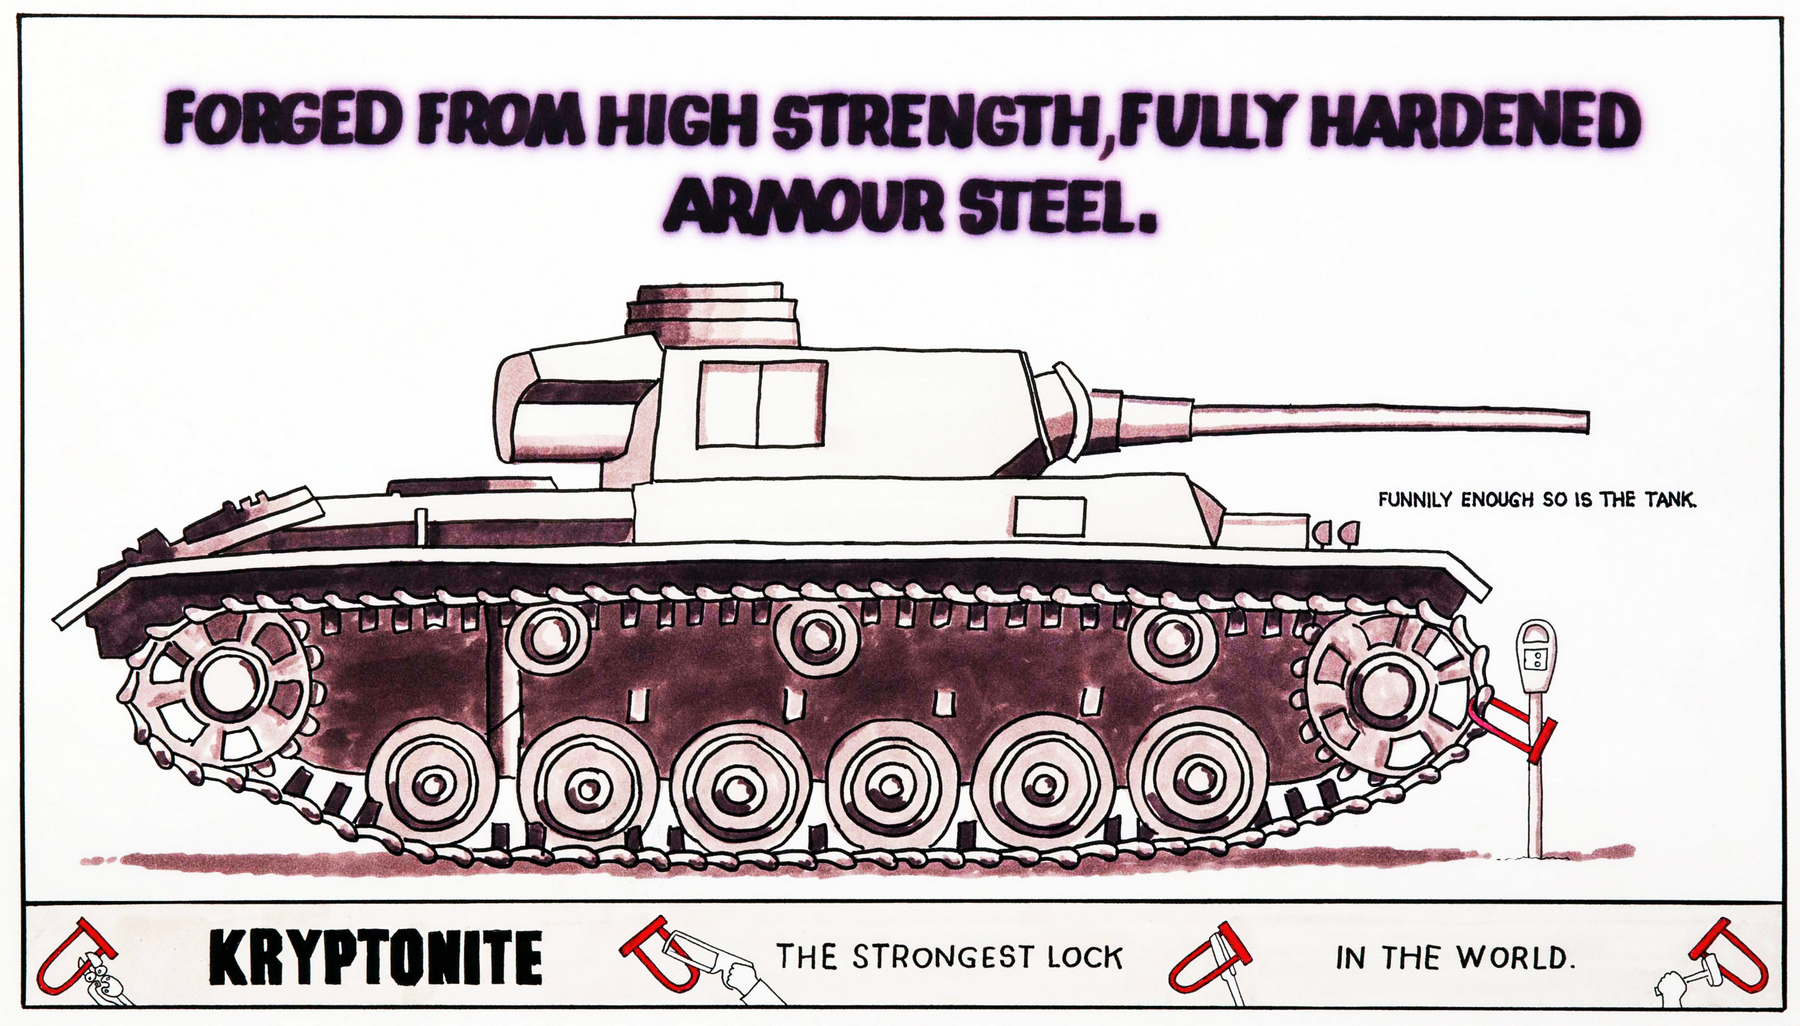 FORGED FROM HIGH STRENGTH, FULLY HARDENED
ARMOUR STEEL.
FUNNILY ENOUGH SO IS THE TANK.
KRYPTONITE THE STRONGEST LOCK IN THE WORLD.